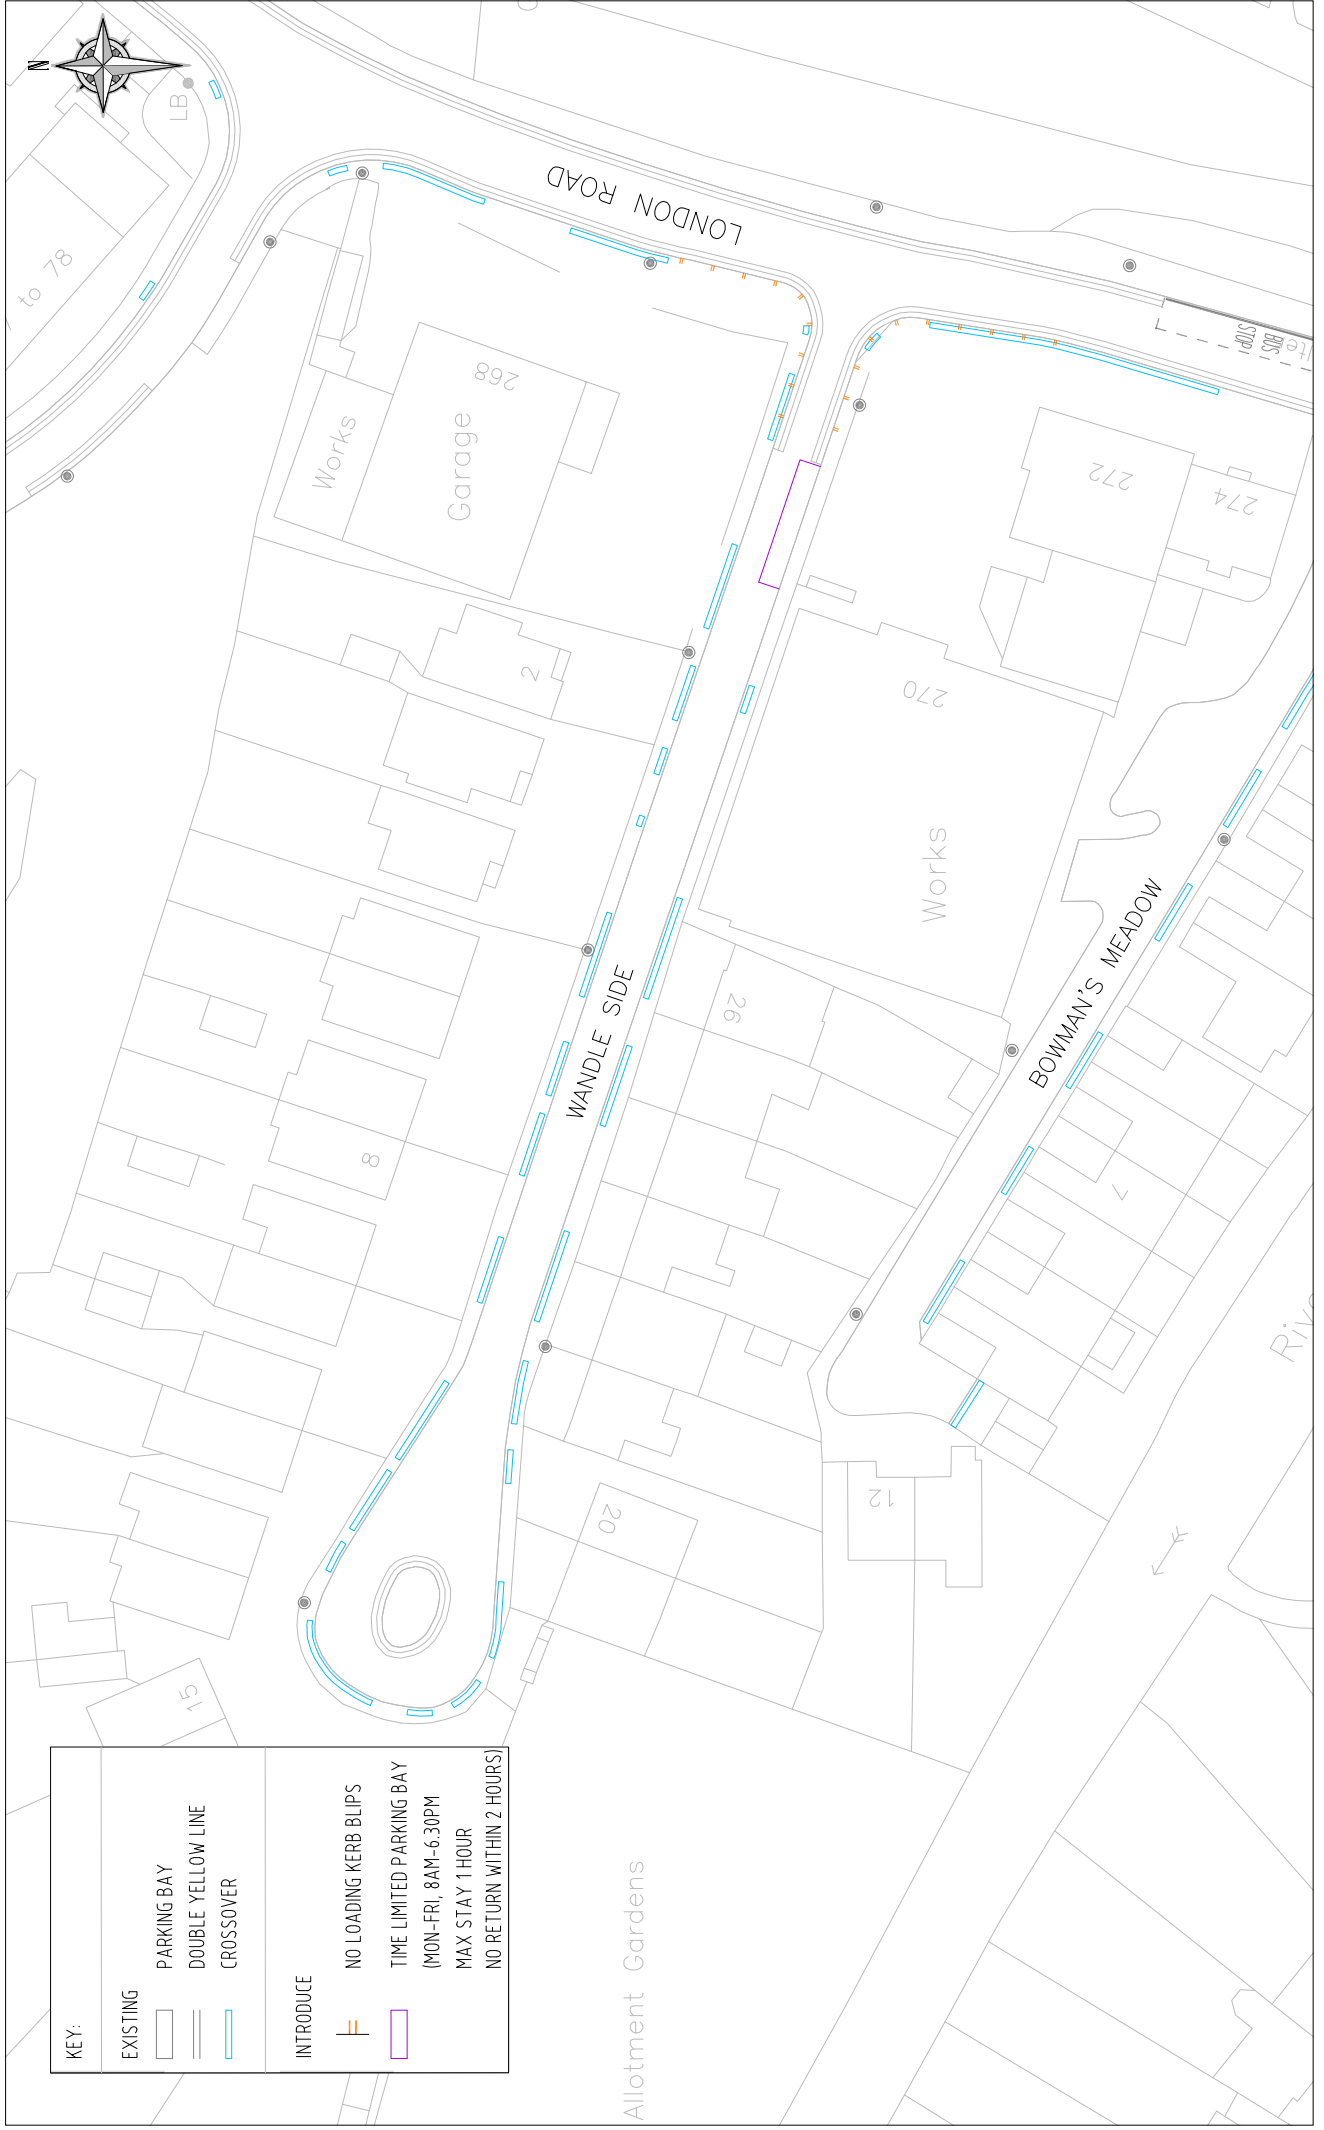 N
LB
to 78
LONDON ROAD
Works
Garage
268
BUS
STOP
272
274
2
270
Works
WANDLE SIDE
BOWMAN'S MEADOW
26
8
7
20
12
15
Allotment Gardens
KEY:
EXISTING
PARKING BAY
DOUBLE YELLOW LINE
CROSSOVER
INTRODUCE
NO LOADING KERB BLIPS
TIME LIMITED PARKING BAY
(MON-FRI, 8AM-6.30PM
MAX STAY 1 HOUR
NO RETURN WITHIN 2 HOURS)